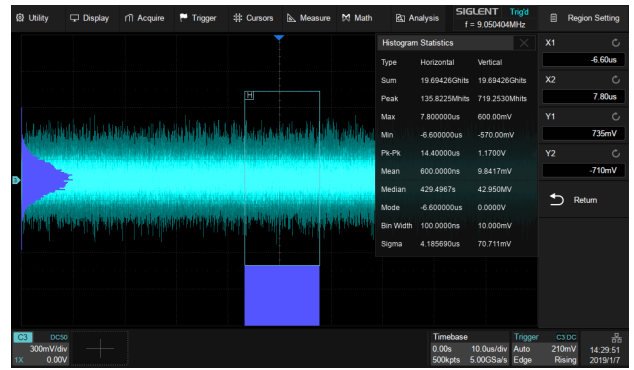 Utility Display Acquire Trigger Cursors Measure Math Analysis SIGLENT Trig'd Region Setting
f = 9.050404MHz
Histogram Statistics
Type Horizontal Vertical
Sum 19.69426Ghits 19.69426Ghits
Peak 135.8225Mhits 719.2530Mhits
Max 7.800000us 600.00mV
Min -6.600000us -570.00mV
Pk-Pk 14.40000us 1.1700V
Mean 600.0000ns 9.8417mV
Median 429.4967s 42.950MV
Mode -6.600000us 0.0000V
Bin Width 100.0000ns 10.000mV
Sigma 4.185690us 70.711mV
H
X1
-6.60us
X2
7.80us
Y1
735mV
Y2
-710mV
Return
C3 DC50
300mV/div
1X 0.00V
Timebase
0.00s 10.0us/div
500kpts 5.00GSa/s
Trigger C3 DC
Auto 210mV
Edge Rising
14:29:51
2019/1/7